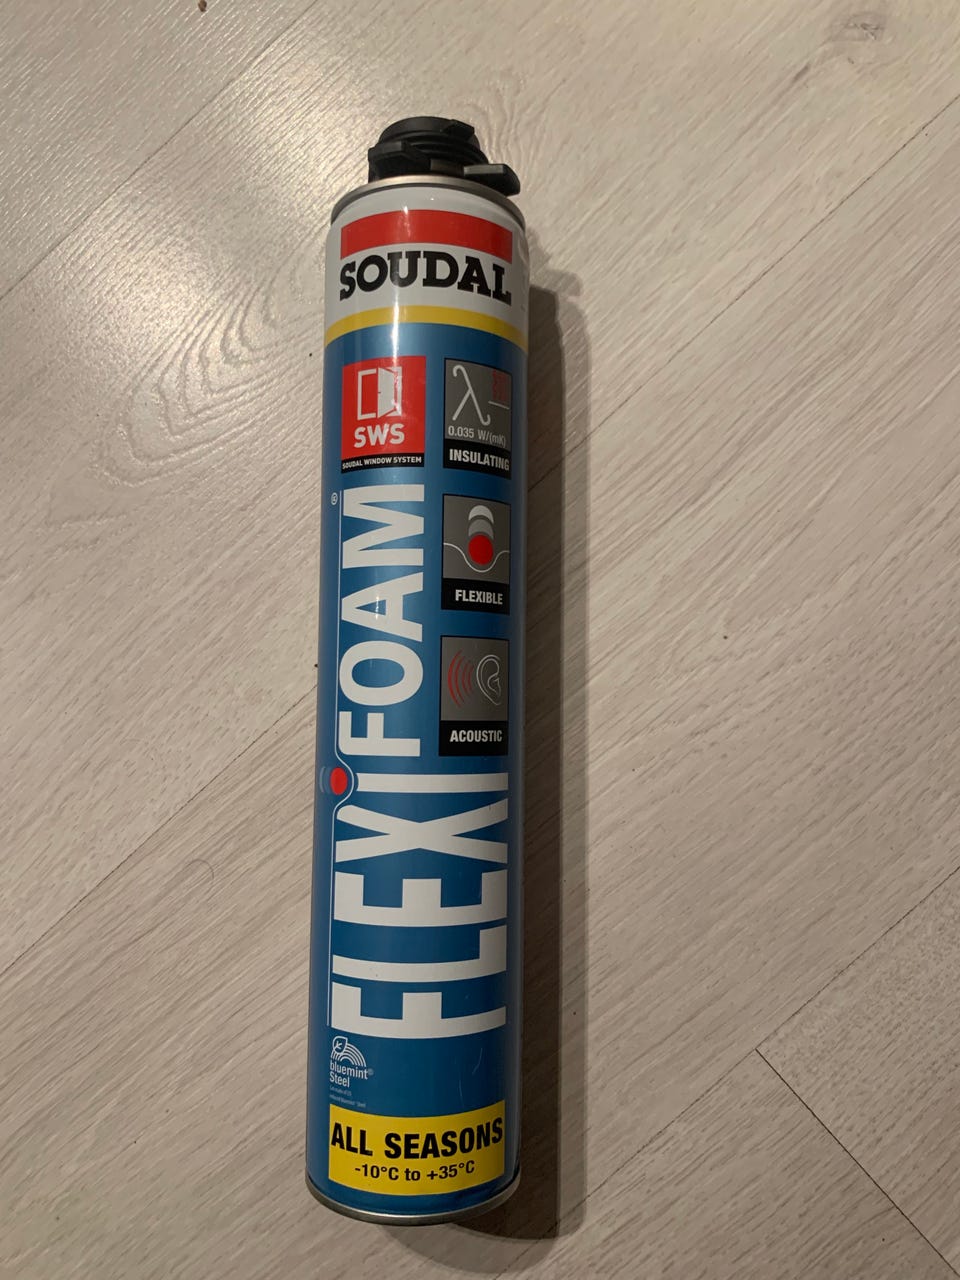 SOUDAL
SWS
SOUDAL WINDOW SYSTEM
0.035 W/(mK)
INSULATING
FLEXIBLE
ACOUSTIC
FLEXIFOAM®
bluemint®
Steel
ALL SEASONS
-10°C to +35°C